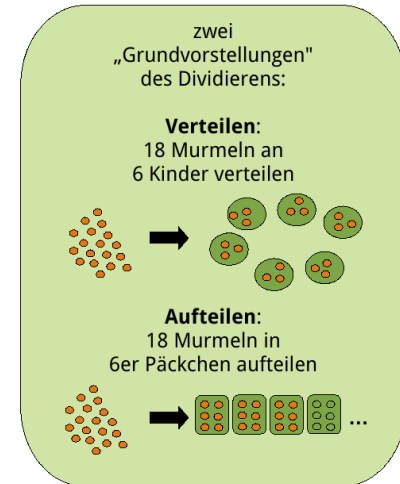 zwei
„Grundvorstellungen"
des Dividierens:
Verteilen:
18 Murmeln an
6 Kinder verteilen
Aufteilen:
18 Murmeln in
6er Päckchen aufteilen
...